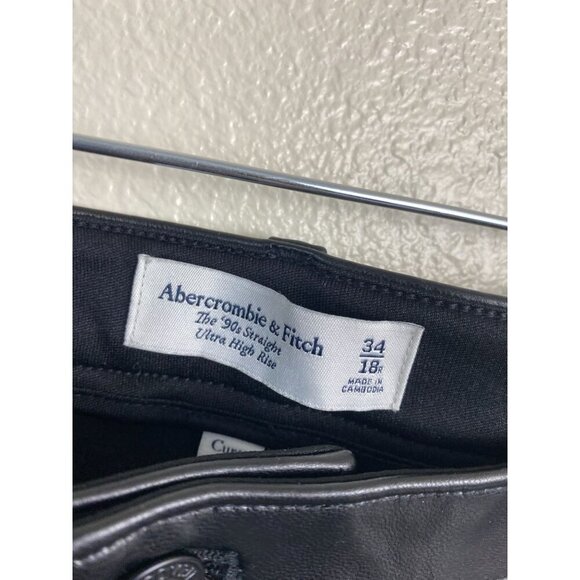 Abercrombie & Fitch
The '90s Straight
Ultra High Rise
34
18R
MADE IN
CAMBODIA